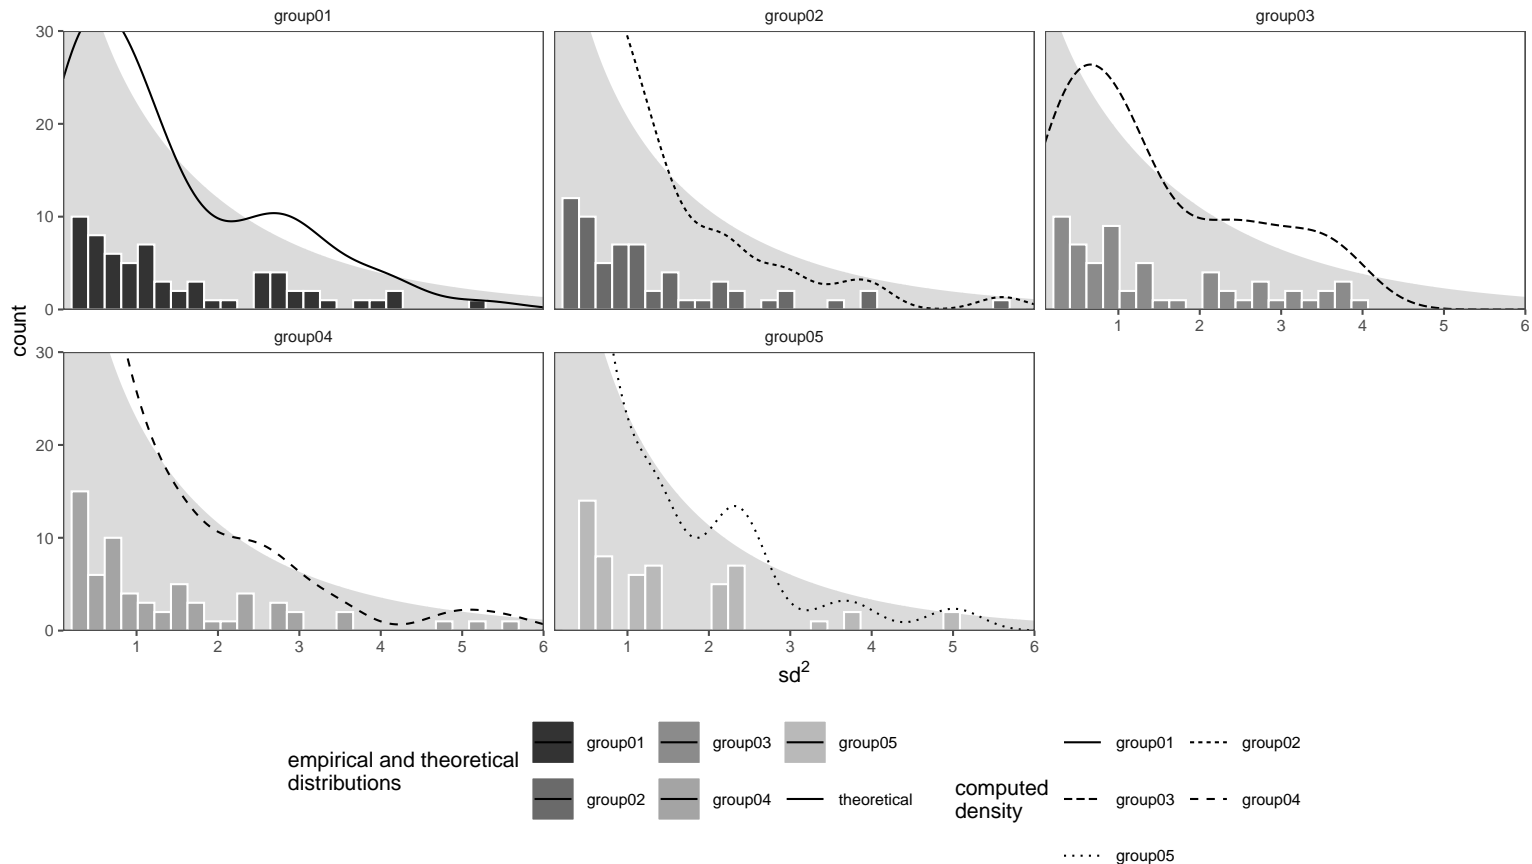 group01
group02
group03
30
20
10
0
1 2 3 4 5 6
count
group04
group05
30
20
10
0
1 2 3 4 5 6
1 2 3 4 5 6
sd²
empirical and theoretical
distributions
group01
group03
group05
group02
group04
theoretical
computed
density
group01
group02
group03
group04
group05